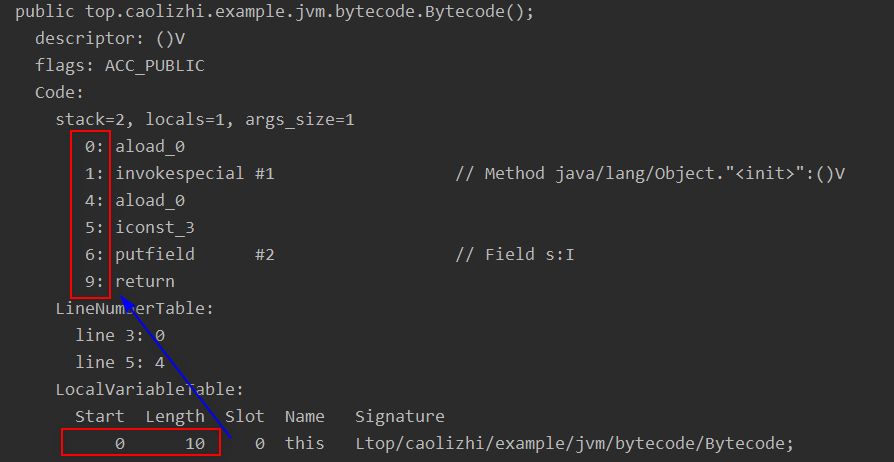 public top.caolizhi.example.jvm.bytecode.Bytecode();
descriptor: ()V
flags: ACC_PUBLIC
Code:
stack=2, locals=1, args_size=1
0: aload_0
1: invokespecial #1 // Method java/lang/Object."<init>":()V
4: aload_0
5: iconst_3
6: putfield #2 // Field s:I
9: return
LineNumberTable:
line 3: 0
line 5: 4
LocalVariableTable:
Start Length Slot Name Signature
0 10 0 this Ltop/caolizhi/example/jvm/bytecode/Bytecode;